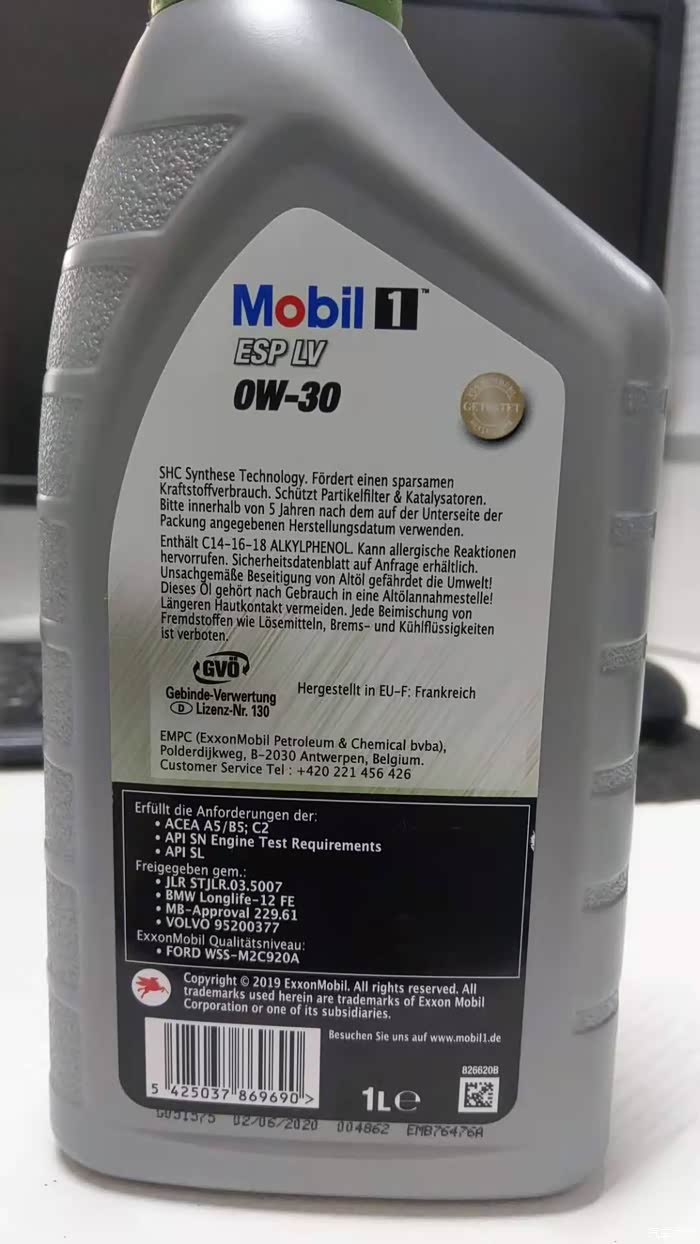 Mobil 1™
ESP LV
0W-30
GETESTET
SHC Synthese Technology. Fördert einen sparsamen
Kraftstoffverbrauch. Schützt Partikelfilter & Katalysatoren.
Bitte innerhalb von 5 Jahren nach dem auf der Unterseite der
Packung angegebenen Herstellungsdatum verwenden.
Enthält C14-16-18 ALKYLPHENOL. Kann allergische Reaktionen
hervorrufen. Sicherheitsdatenblatt auf Anfrage erhältlich.
Unsachgemäße Beseitigung von Altöl gefährdet die Umwelt!
Dieses Öl gehört nach Gebrauch in eine Altölannahmestelle!
Längeren Hautkontakt vermeiden. Jede Beimischung von
Fremdstoffen wie Lösemitteln, Brems- und Kühlflüssigkeiten
ist verboten.
GVÖ
Gebinde-Verwertung
D Lizenz-Nr. 130
Hergestellt in EU-F: Frankreich
EMPC (ExxonMobil Petroleum & Chemical bvba),
Polderdijkweg, B-2030 Antwerpen, Belgium.
Customer Service Tel : +420 221 456 426
Erfüllt die Anforderungen der:
• ACEA A5/B5; C2
• API SN Engine Test Requirements
• API SL
Freigegeben gem.:
• JLR STJLR.03.5007
• BMW Longlife-12 FE
• MB-Approval 229.61
• VOLVO 95200377
ExxonMobil Qualitätsniveau:
• FORD WSS-M2C920A
Copyright © 2019 ExxonMobil. All rights reserved. All
trademarks used herein are trademarks of Exxon Mobil
Corporation or one of its subsidiaries.
Besuchen Sie uns auf www.mobil1.de
826620B
5 425037 869690 >
1L℮
02/06/2020 004862 EMB76476A